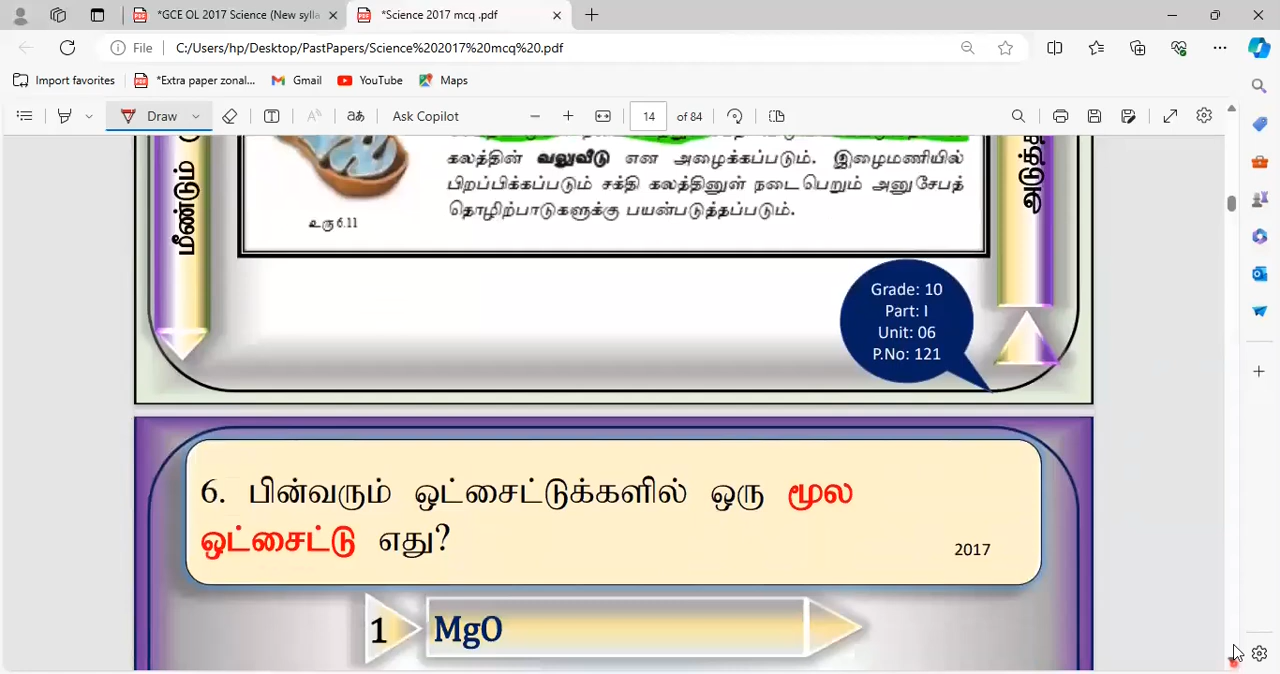 *GCE OL 2017 Science (New sylla
*Science 2017 mcq .pdf
File
C:/Users/hp/Desktop/PastPapers/Science%202017%20mcq%20.pdf
Import favorites
*Extra paper zonal...
Gmail
YouTube
Maps
Draw
Ask Copilot
14 of 84
மீண்டும் (
கலத்தின் வலுவீடு என அழைக்கப்படும். இழைமணியில்
பிறப்பிக்கப்படும் சக்தி கலத்தினுள் நடைபெறும் அனுசேபத்
தொழிற்பாடுகளுக்கு பயன்படுத்தப்படும்.
உரு 6.11
Grade: 10
Part: I
Unit: 06
P.No: 121
6. பின்வரும் ஒட்சைட்டுக்களில் ஒரு மூல
ஒட்சைட்டு எது?
2017
1 MgO